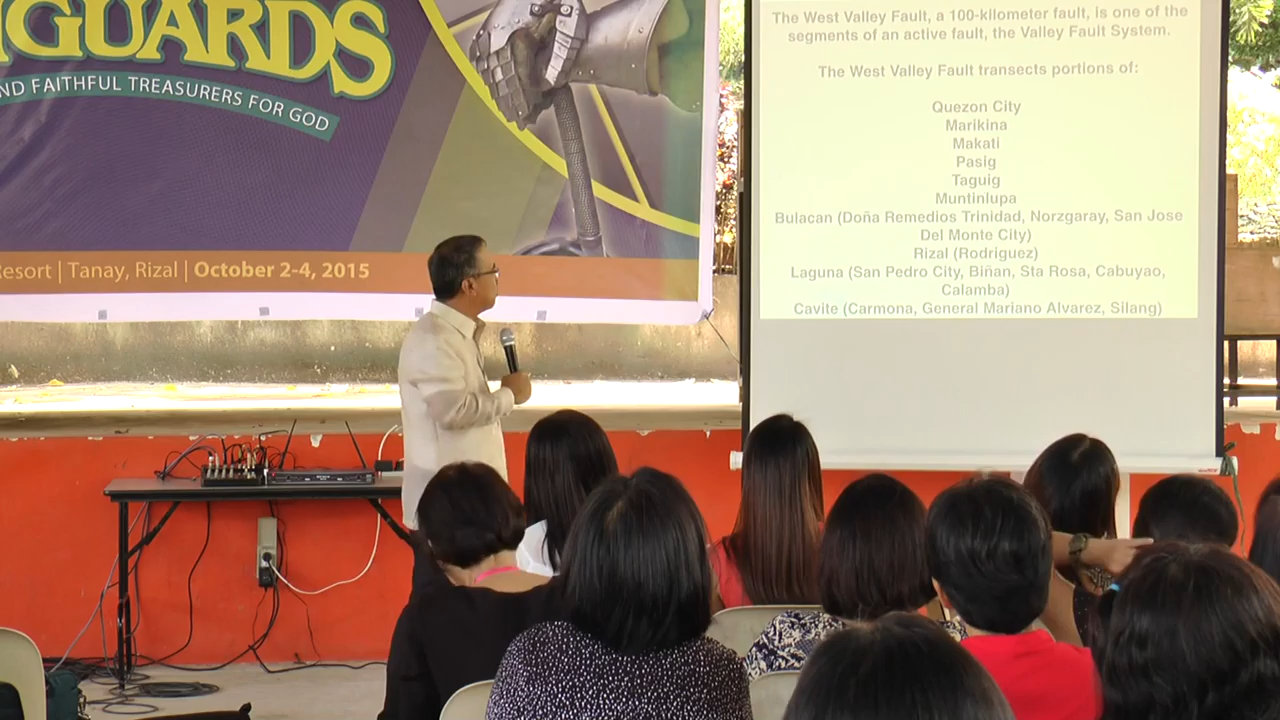 GUARDS
AND FAITHFUL TREASURERS FOR GOD
Resort | Tanay, Rizal | October 2-4, 2015
The West Valley Fault, a 100-kilometer fault, is one of the
segments of an active fault, the Valley Fault System.
The West Valley Fault transects portions of:
Quezon City
Marikina
Makati
Pasig
Taguig
Muntinlupa
Bulacan (Doña Remedios Trinidad, Norzgaray, San Jose
Del Monte City)
Rizal (Rodriguez)
Laguna (San Pedro City, Biñan, Sta Rosa, Cabuyao,
Calamba)
Cavite (Carmona, General Mariano Alvarez, Silang)